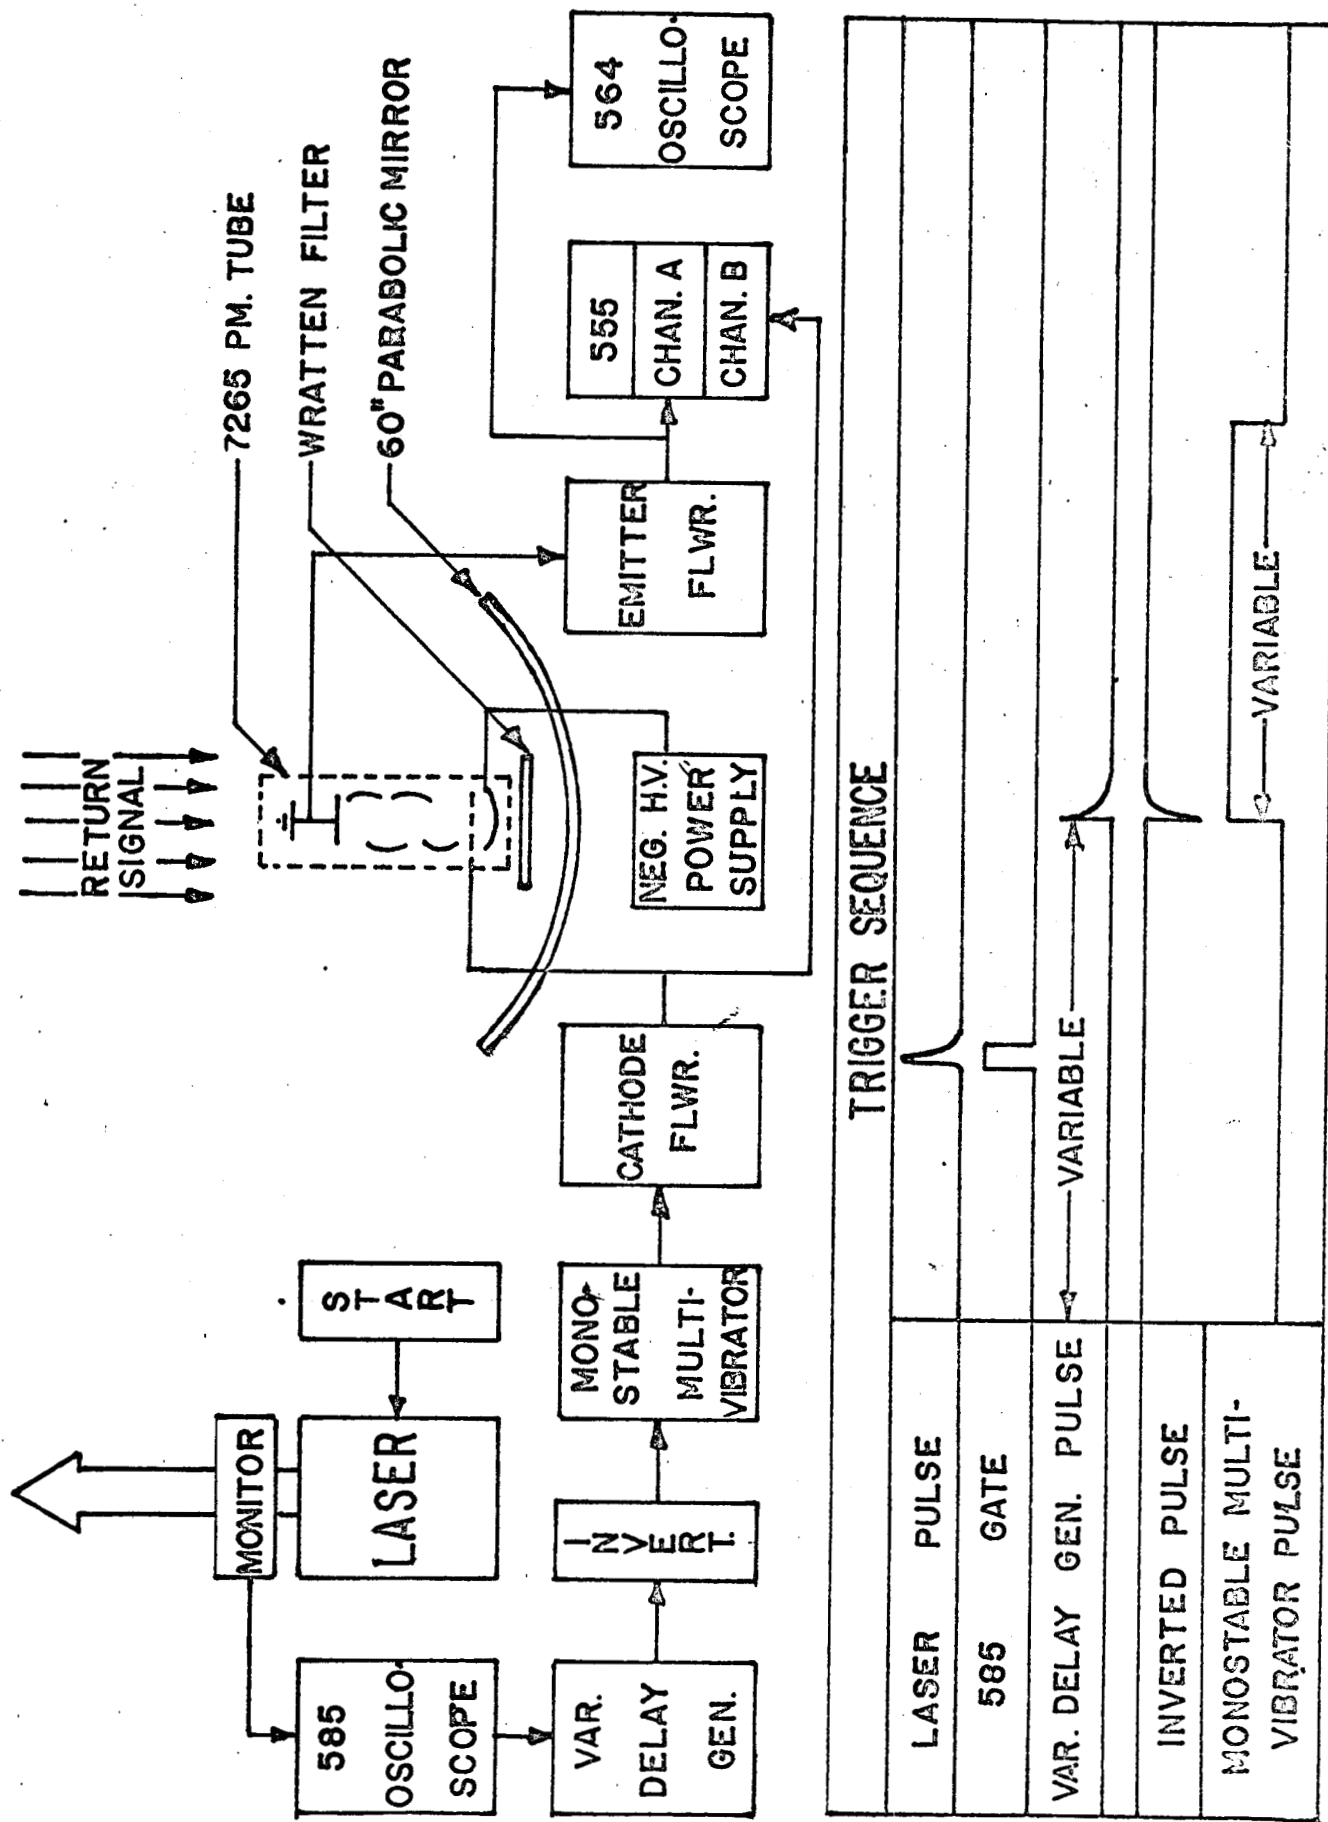 RETURN
SIGNAL
7265 PM. TUBE
WRATTEN FILTER
60" PARABOLIC MIRROR
MONITOR
LASER
START
585
OSCILLO-
SCOPE
VAR.
DELAY
GEN.
INVERT.
MONO-
STABLE
MULTI-
VIBRATOR
CATHODE
FLWR.
NEG. H.V.
POWER
SUPPLY
EMITTER
FLWR.
555
CHAN. A
CHAN. B
564
OSCILLO-
SCOPE
TRIGGER SEQUENCE
LASER PULSE
585 GATE
VAR. DELAY GEN. PULSE
VARIABLE
INVERTED PULSE
MONOSTABLE MULTI-
VIBRATOR PULSE
VARIABLE